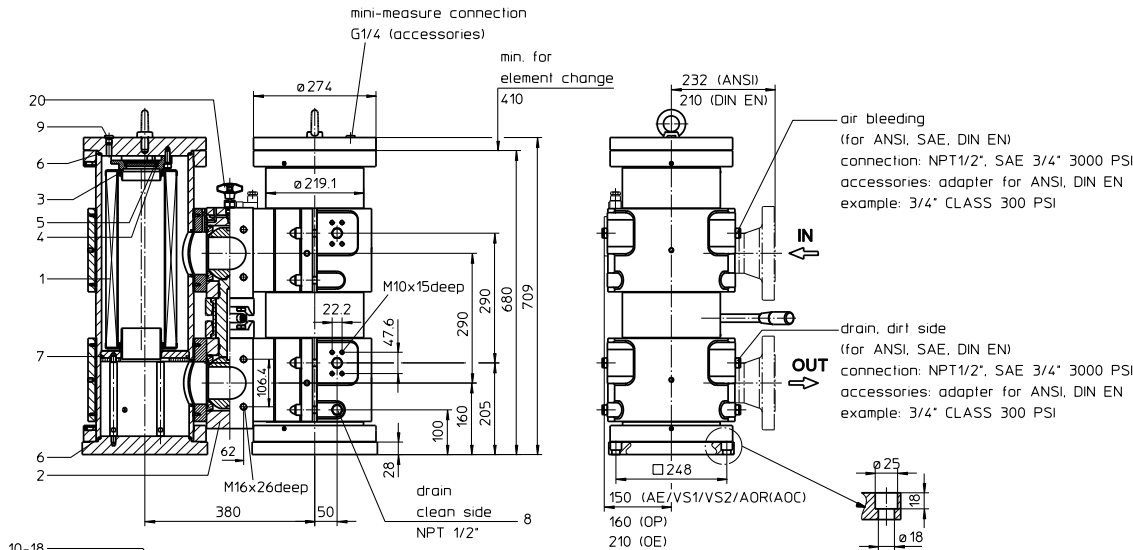 mini-measure connection
G1/4 (accessories)
min. for
element change
410
ø274
232 (ANSI)
210 (DIN EN)
20
9
6
3
5
4
1
7
6
2
ø219.1
air bleeding
(for ANSI, SAE, DIN EN)
connection: NPT1/2", SAE 3/4" 3000 PSI
accessories: adapter for ANSI, DIN EN
example: 3/4" CLASS 300 PSI
IN
M10x15deep
22.2
47.6
290
290
680
709
drain, dirt side
(for ANSI, SAE, DIN EN)
connection: NPT1/2", SAE 3/4" 3000 PSI
accessories: adapter for ANSI, DIN EN
example: 3/4" CLASS 300 PSI
OUT
106.4
100
160
205
28
62
M16x26deep
380
50
drain
clean side
NPT 1/2"
8
□248
150 (AE/VS1/VS2/AOR(AOC)
160 (OP)
210 (OE)
ø25
18
ø18
10-18